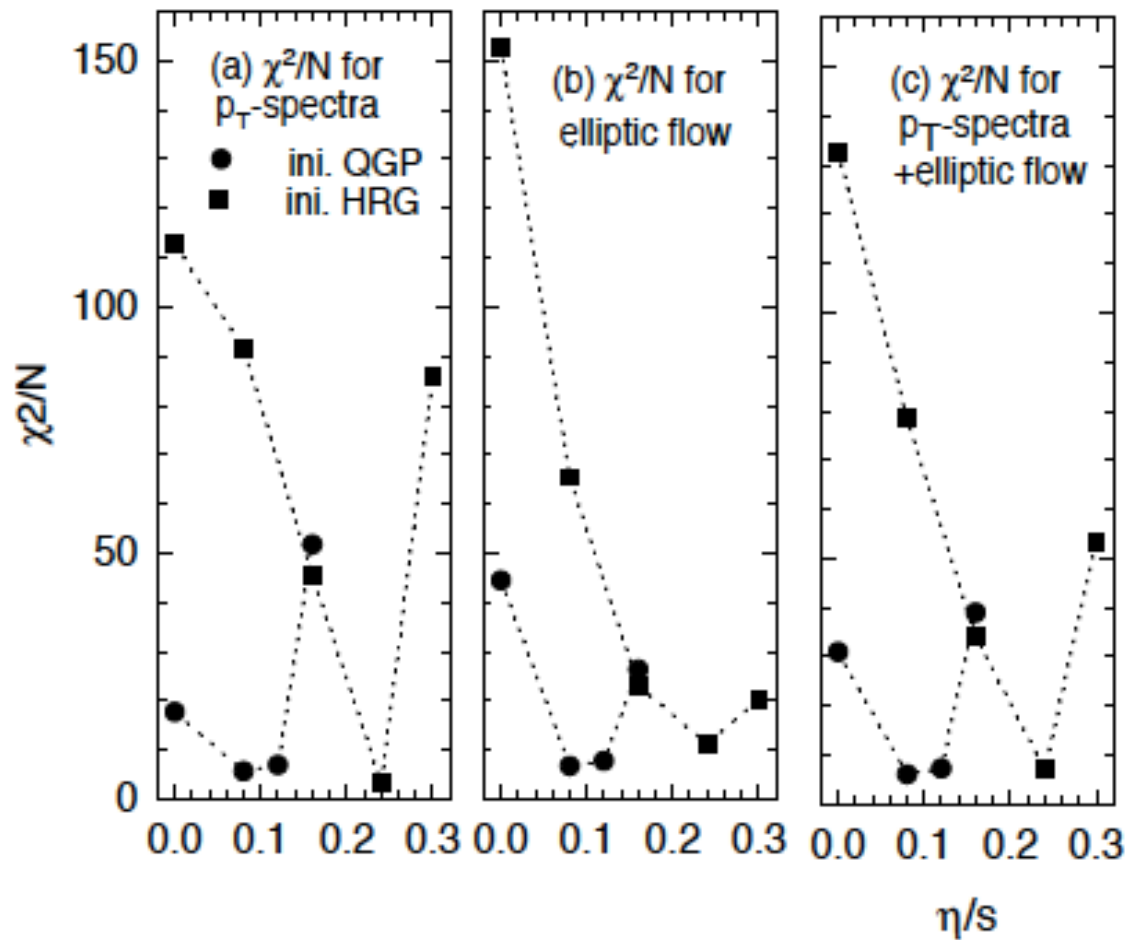 (a) χ²/N for
p_T-spectra
ini. QGP
ini. HRG
(b) χ²/N for
elliptic flow
(c) χ²/N for
p_T-spectra
+elliptic flow
150
100
50
0
χ2/N
0.0 0.1 0.2 0.3
0.0 0.1 0.2 0.3
0.0 0.1 0.2 0.3
η/s